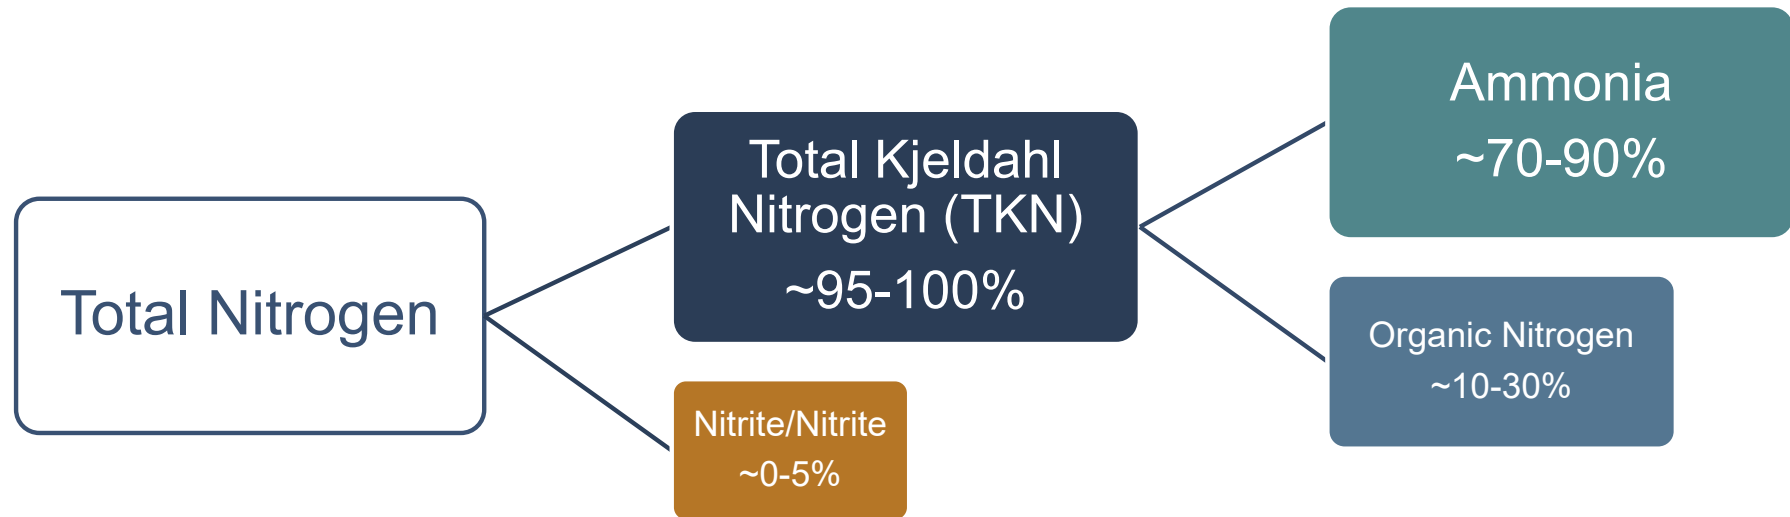 Total Nitrogen
Total Kjeldahl
Nitrogen (TKN)
~95-100%
Nitrite/Nitrite
~0-5%
Ammonia
~70-90%
Organic Nitrogen
~10-30%